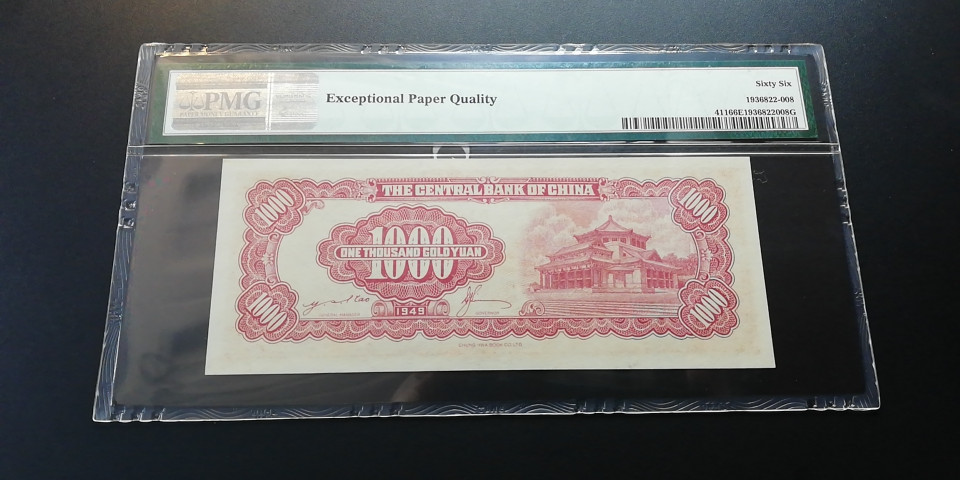 PMG
Exceptional Paper Quality
Sixty Six
1936822-008
41166E1936822008G
THE CENTRAL BANK OF CHINA
1000
1000
1000
ONE THOUSAND GOLD YUAN
1949
GOVERNOR
1000
1000